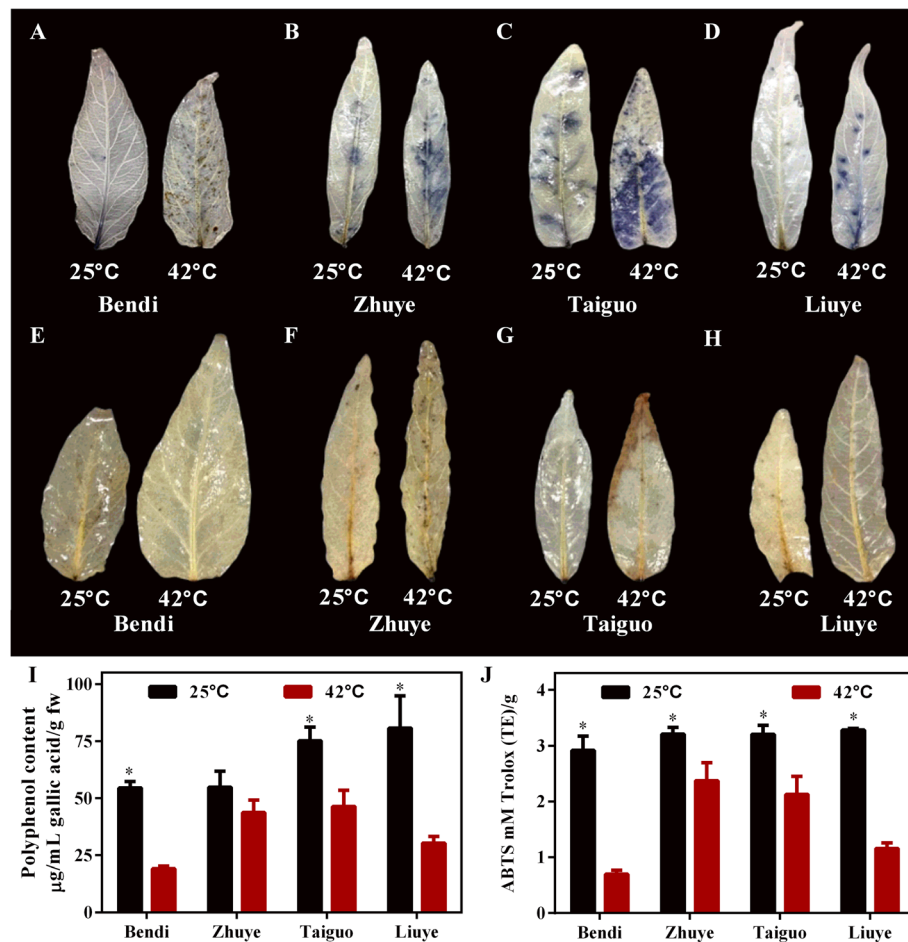 A
B
C
D
25°C 42°C
25°C 42°C
25°C 42°C
25°C 42°C
Bendi
Zhuye
Taiguo
Liuye
E
F
G
H
25°C 42°C
25°C 42°C
25°C 42°C
25°C 42°C
Bendi
Zhuye
Taiguo
Liuye
I
25°C 42°C
Polyphenol content
µg/mL gallic acid/g fw
100
75
50
25
0
*
*
*
Bendi Zhuye Taiguo Liuye
J
25°C 42°C
ABTS mM Trolox (TE)/g
4
3
2
1
0
*
*
*
*
Bendi Zhuye Taiguo Liuye